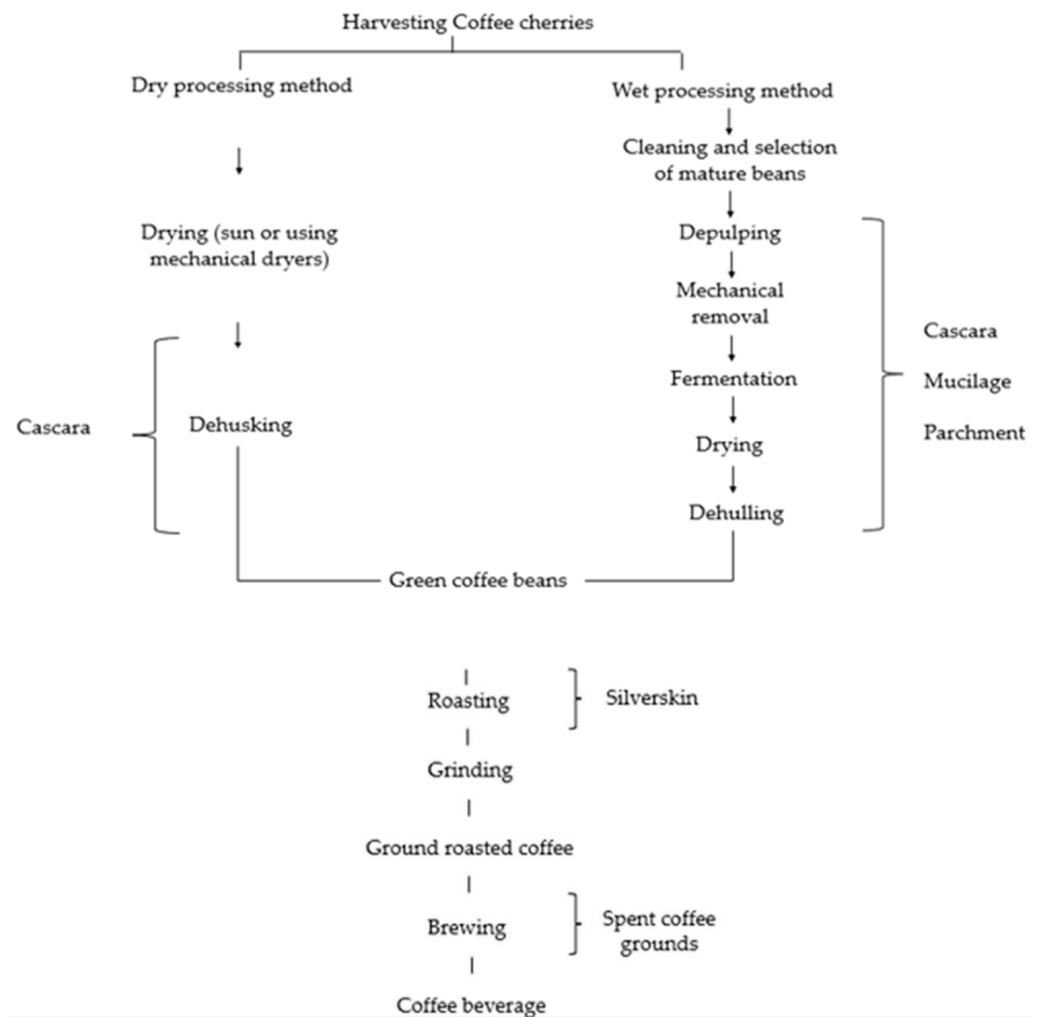 Harvesting Coffee cherries
Dry processing method
Wet processing method
Cleaning and selection
of mature beans
Drying (sun or using
mechanical dryers)
Depulping
Mechanical
removal
Cascara
Fermentation
Mucilage
Cascara
Dehusking
Parchment
Drying
Dehulling
Green coffee beans
Roasting
Silverskin
Grinding
Ground roasted coffee
Brewing
Spent coffee
grounds
Coffee beverage